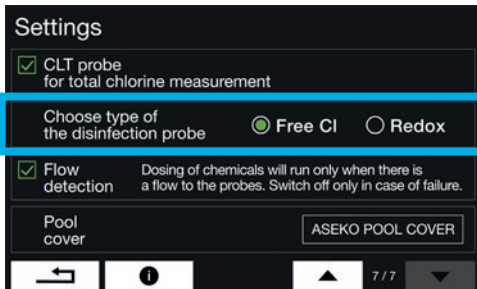 Settings
CLT probe
for total chlorine measurement
Choose type of
the disinfection probe
Free Cl
Redox
Flow
detection
Dosing of chemicals will run only when there is
a flow to the probes. Switch off only in case of failure.
Pool
cover
ASEKO POOL COVER
7/7